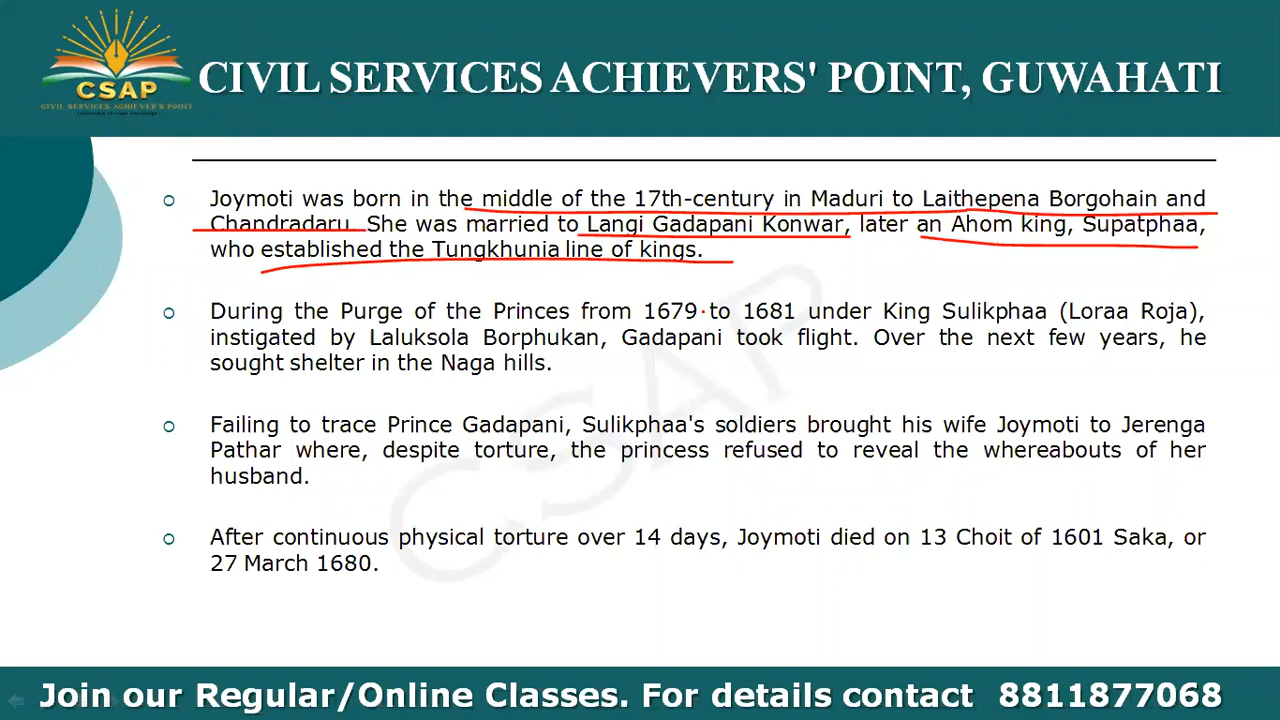 CSAP
CIVIL SERVICES ACHIEVER'S POINT
CIVIL SERVICES ACHIEVERS' POINT, GUWAHATI
Joymoti was born in the middle of the 17th-century in Maduri to Laithepena Borgohain and
Chandradaru. She was married to Langi Gadapani Konwar, later an Ahom king, Supatphaa,
who established the Tungkhunia line of kings.
During the Purge of the Princes from 1679 to 1681 under King Sulikphaa (Loraa Roja),
instigated by Laluksola Borphukan, Gadapani took flight. Over the next few years, he
sought shelter in the Naga hills.
Failing to trace Prince Gadapani, Sulikphaa's soldiers brought his wife Joymoti to Jerenga
Pathar where, despite torture, the princess refused to reveal the whereabouts of her
husband.
After continuous physical torture over 14 days, Joymoti died on 13 Choit of 1601 Saka, or
27 March 1680.
CSAP
Join our Regular/Online Classes. For details contact 8811877068